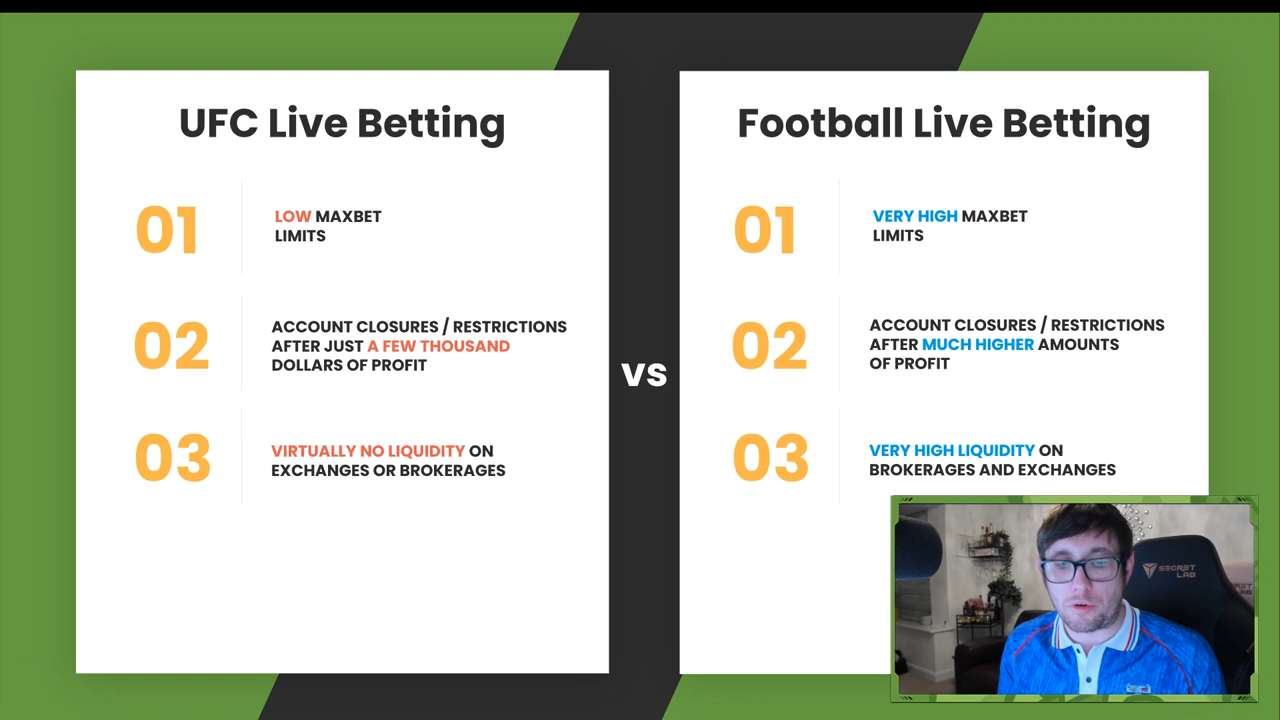 UFC Live Betting
01
LOW MAXBET
LIMITS
02
ACCOUNT CLOSURES / RESTRICTIONS
AFTER JUST A FEW THOUSAND
DOLLARS OF PROFIT
03
VIRTUALLY NO LIQUIDITY ON
EXCHANGES OR BROKERAGES
vs
Football Live Betting
01
VERY HIGH MAXBET
LIMITS
02
ACCOUNT CLOSURES / RESTRICTIONS
AFTER MUCH HIGHER AMOUNTS
OF PROFIT
03
VERY HIGH LIQUIDITY ON
BROKERAGES AND EXCHANGES
SECRET
LAB